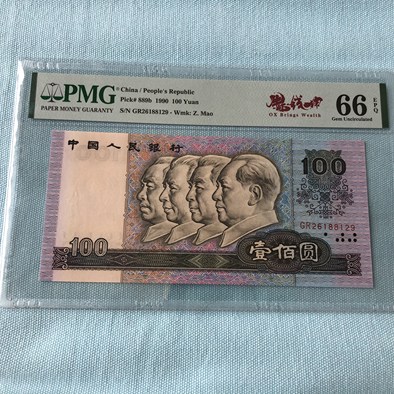 PMG
PAPER MONEY GUARANTY
China / People's Republic
Pick# 889b 1990 100 Yuan
S/N GR26188129 - Wmk: Z. Mao
OX Brings Wealth
66 EPQ
Gem Uncirculated
中国人民银行
100
GR26188129
100
壹佰圆